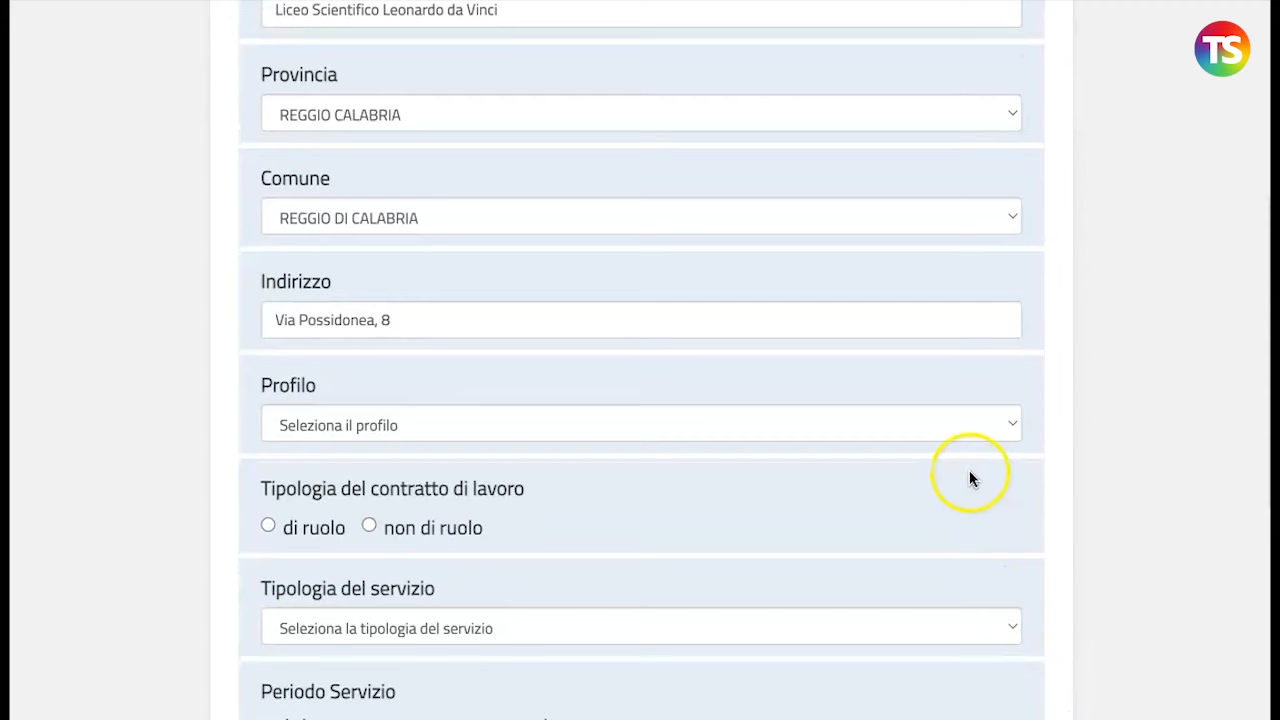 Liceo Scientifico Leonardo da Vinci
TS
Provincia
REGGIO CALABRIA
Comune
REGGIO DI CALABRIA
Indirizzo
Via Possidonea, 8
Profilo
Seleziona il profilo
Tipologia del contratto di lavoro
di ruolo non di ruolo
Tipologia del servizio
Seleziona la tipologia del servizio
Periodo Servizio